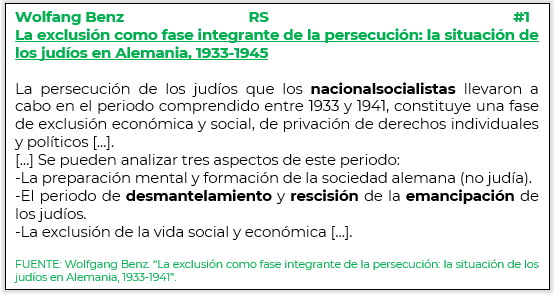 Wolfang Benz RS #1
La exclusión como fase integrante de la persecución: la situación de
los judíos en Alemania, 1933-1945
La persecución de los judíos que los nacionalsocialistas llevaron a
cabo en el periodo comprendido entre 1933 y 1941, constituye una fase
de exclusión económica y social, de privación de derechos individuales
y políticos [...].
[...] Se pueden analizar tres aspectos de este periodo:
-La preparación mental y formación de la sociedad alemana (no judía).
-El periodo de desmantelamiento y rescisión de la emancipación de
los judíos.
-La exclusión de la vida social y económica [...].
FUENTE: Wolfgang Benz. “La exclusión como fase integrante de la persecución: la situación de los
judíos en Alemania, 1933-1941”.